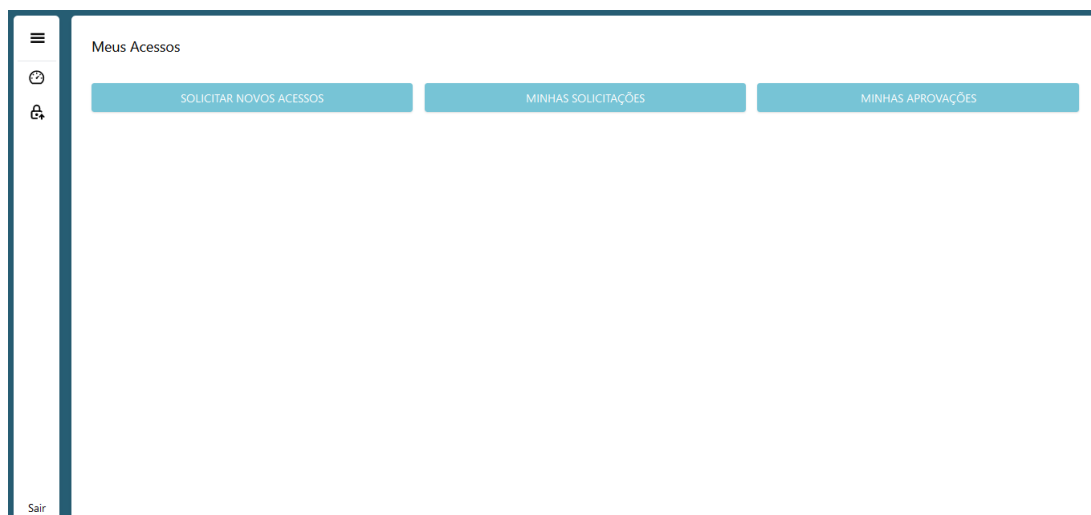 Meus Acessos
SOLICITAR NOVOS ACESSOS
MINHAS SOLICITAÇÕES
MINHAS APROVAÇÕES
Sair